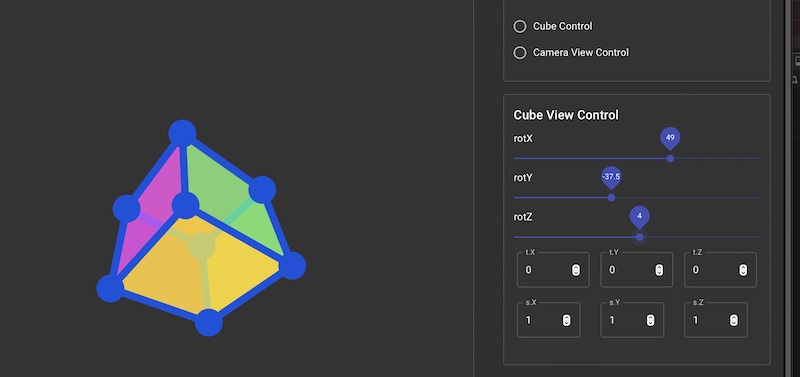 Cube Control
Camera View Control
Cube View Control
rotX
49
rotY
-37.5
rotZ
4
t.X
t.Y
t.Z
0
0
0
s.X
s.Y
s.Z
1
1
1